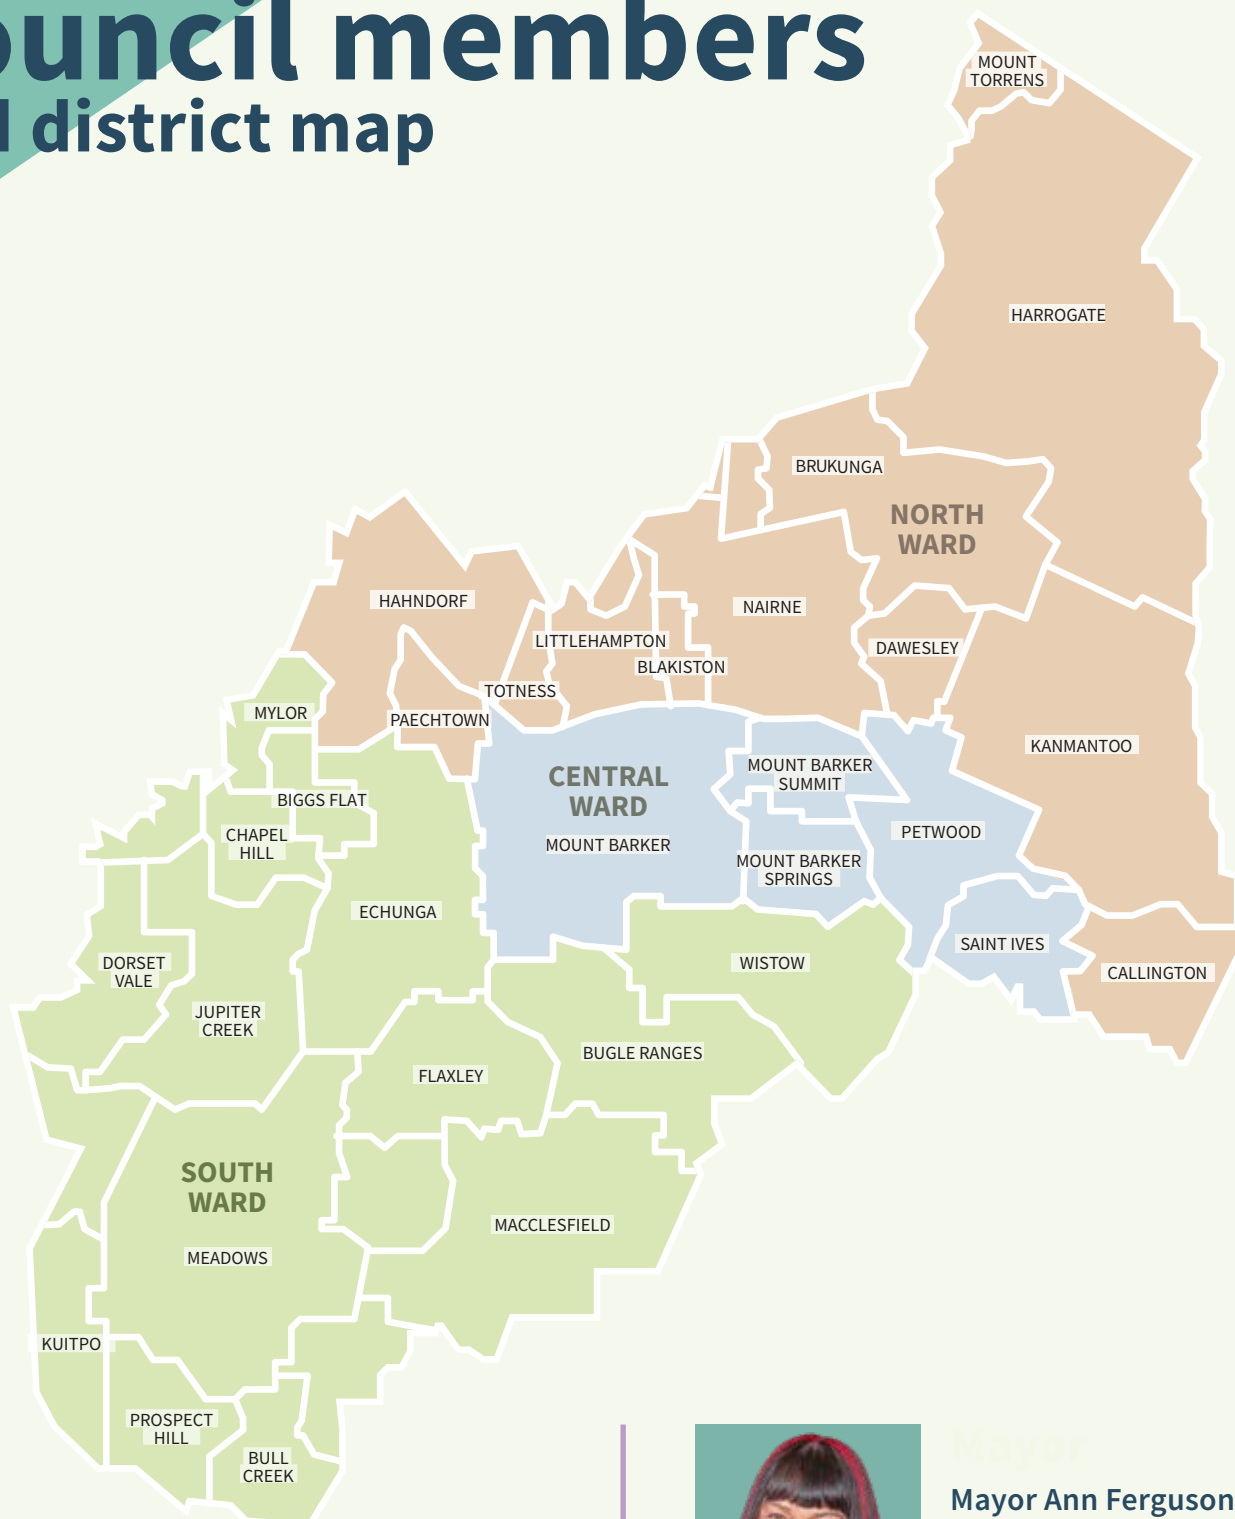 ouncil members
d district map
MOUNT
TORRENS
HARROGATE
BRUKUNGA
NORTH
WARD
HAHNDORF
NAIRNE
LITTLEHAMPTON
DAWESLEY
BLAKISTON
TOTNESS
MYLOR
PAECHTOWN
KANMANTOO
CENTRAL
WARD
MOUNT BARKER
SUMMIT
BIGGS FLAT
CHAPEL
HILL
MOUNT BARKER
PETWOOD
MOUNT BARKER
SPRINGS
ECHUNGA
SAINT IVES
WISTOW
CALLINGTON
DORSET
VALE
JUPITER
CREEK
BUGLE RANGES
FLAXLEY
SOUTH
WARD
MACCLESFIELD
MEADOWS
KUITPO
PROSPECT
HILL
BULL
CREEK
Mayor
Mayor Ann Ferguson